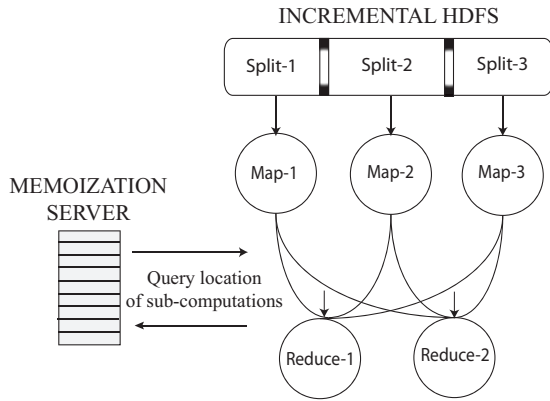 INCREMENTAL HDFS
Split-1
Split-2
Split-3
Map-1
Map-2
Map-3
MEMOIZATION
SERVER
Query location
of sub-computations
Reduce-1
Reduce-2